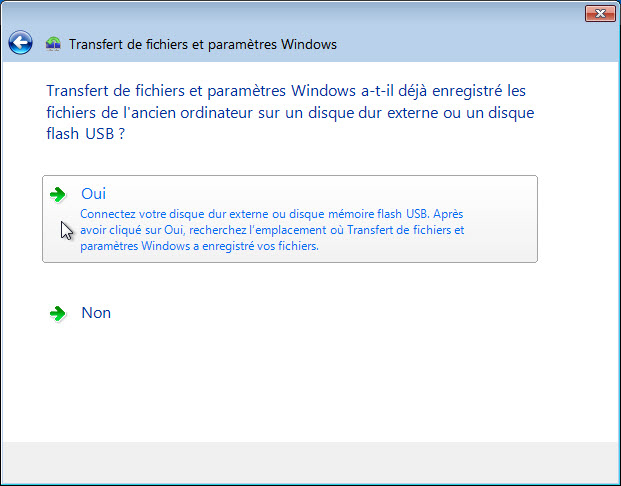 Transfert de fichiers et paramètres Windows
Transfert de fichiers et paramètres Windows a-t-il déjà enregistré les
fichiers de l'ancien ordinateur sur un disque dur externe ou un disque
flash USB ?
Oui
Connectez votre disque dur externe ou disque mémoire flash USB. Après
avoir cliqué sur Oui, recherchez l'emplacement où Transfert de fichiers et
paramètres Windows a enregistré vos fichiers.
Non